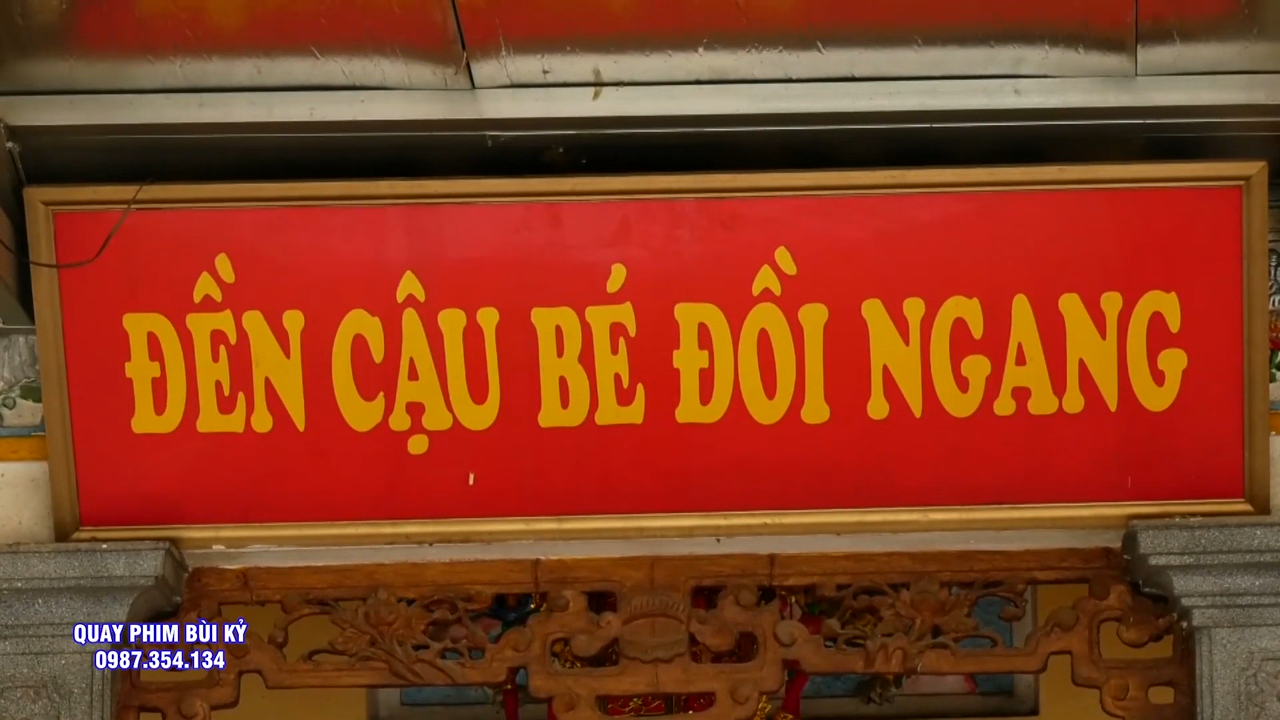 ĐỀN CẬU BÉ ĐỒI NGANG
QUAY PHIM BÙI KỶ
0987.354.134